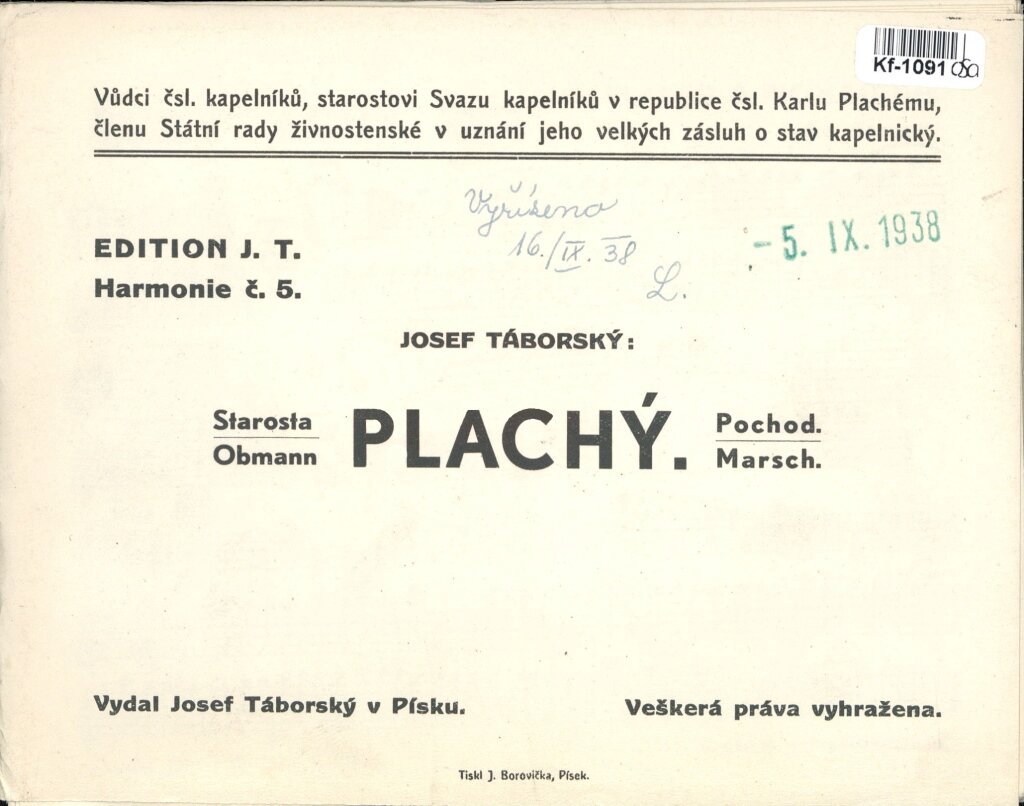 Kf-1091
Vůdci čsl. kapelníků, starostovi Svazu kapelníků v republice čsl. Karlu Plachému,
členu Státní rady živnostenské v uznání jeho velkých zásluh o stav kapelnický.
Vyřízeno
16./IX. 38
L.
- 5. IX. 1938
EDITION J. T.
Harmonie č. 5.
JOSEF TÁBORSKÝ:
Starosta
Obmann
PLACHÝ.
Pochod.
Marsch.
Vydal Josef Táborský v Písku.
Veškerá práva vyhražena.
Tiskl J. Borovička, Písek.